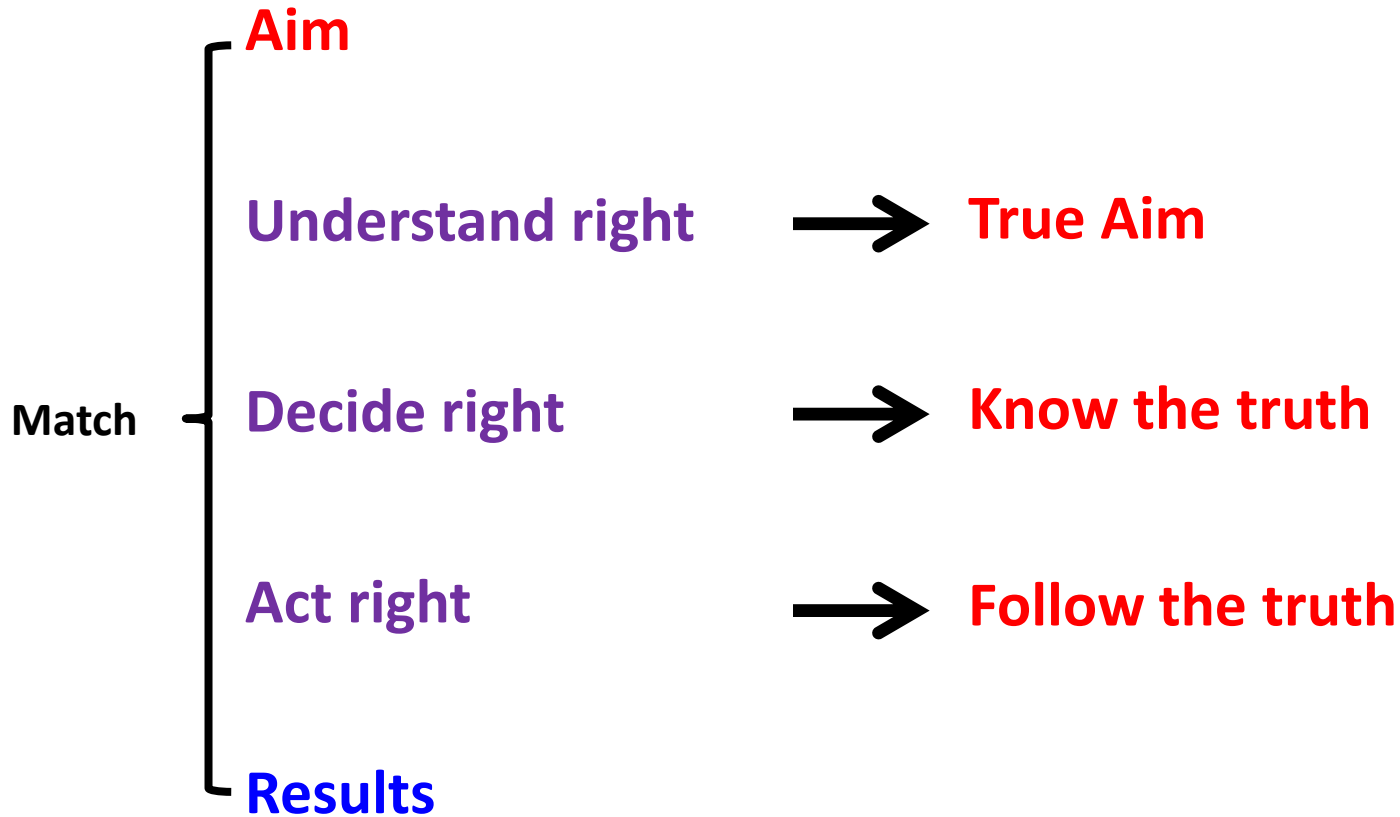 Aim
Understand right
True Aim
Match
Decide right
Know the truth
Act right
Follow the truth
Results